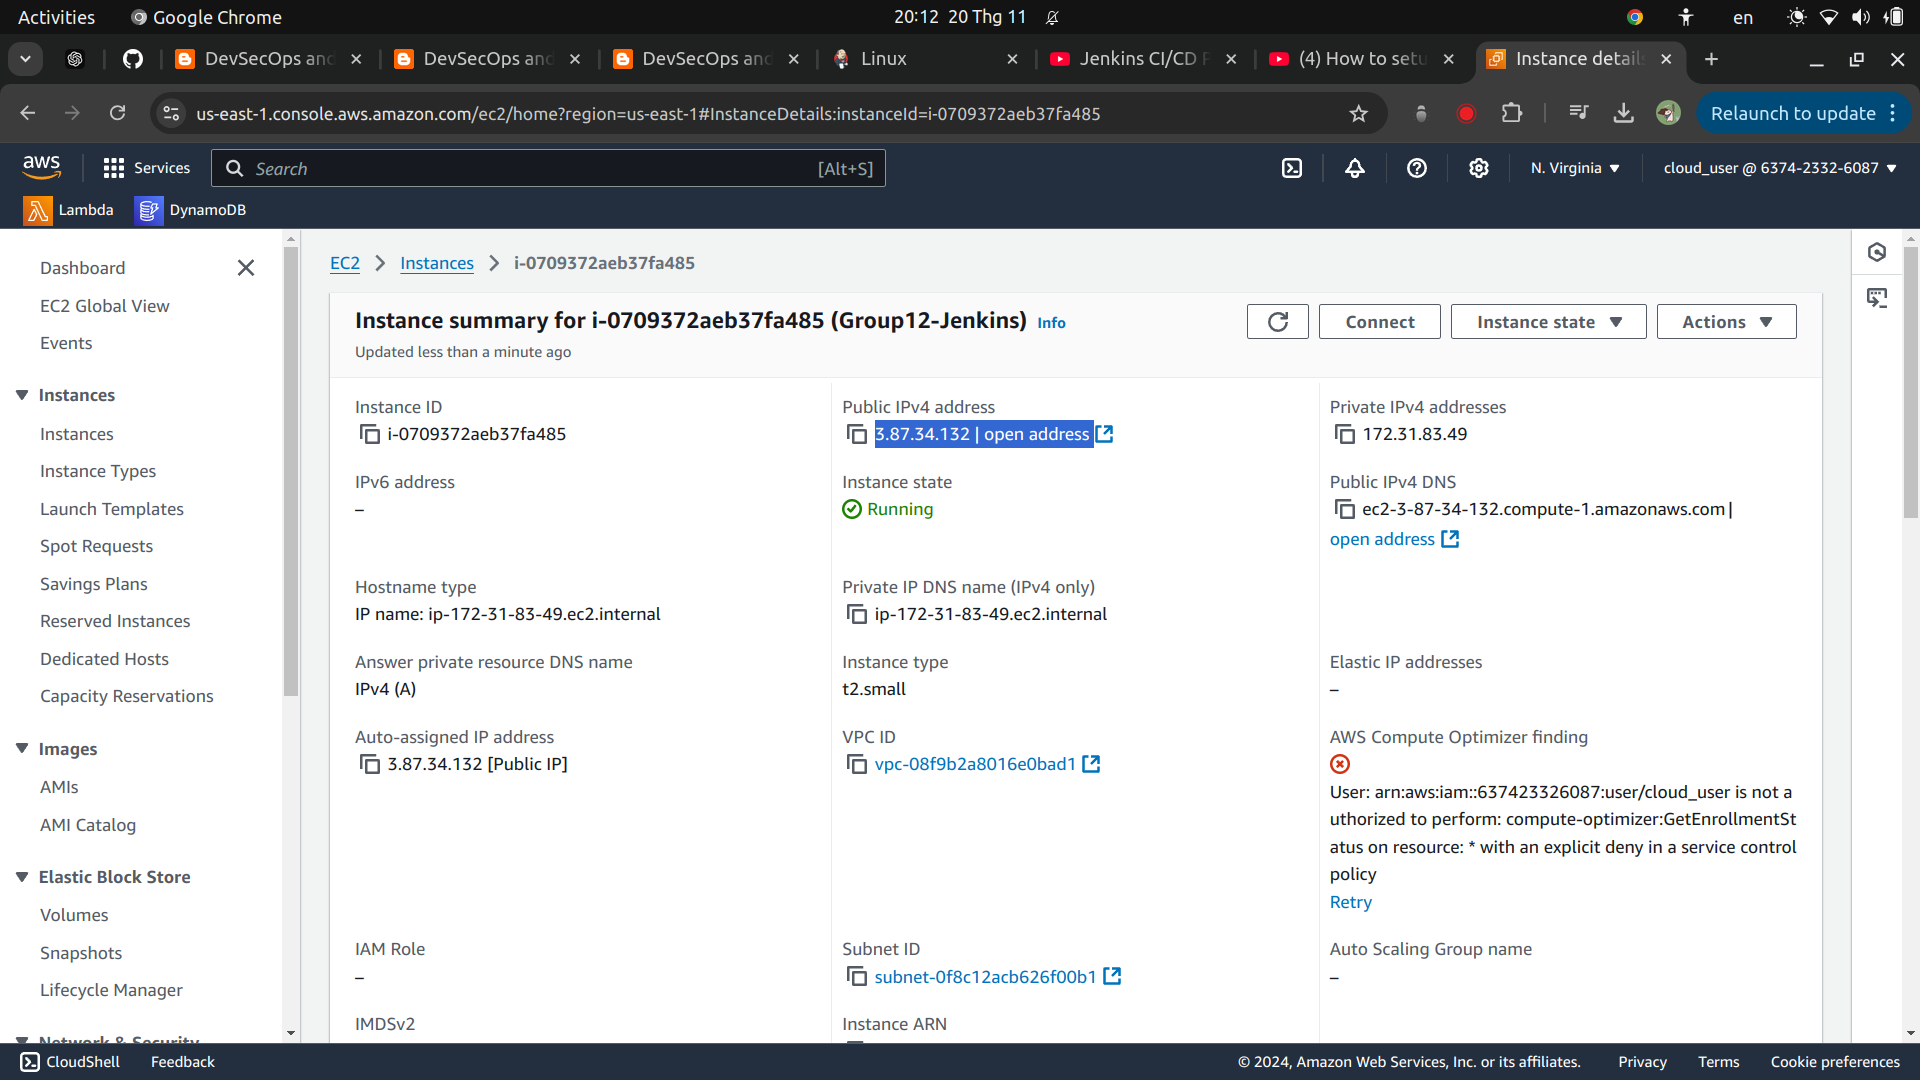 Activities
Google Chrome
20:12 20 Thg 11
en
DevSecOps and
DevSecOps and
DevSecOps and
Linux
Jenkins CI/CD P
(4) How to setu
Instance details
us-east-1.console.aws.amazon.com/ec2/home?region=us-east-1#InstanceDetails:instanceId=i-0709372aeb37fa485
Relaunch to update
aws
Services
Search
[Alt+S]
N. Virginia
cloud_user @ 6374-2332-6087
Lambda
DynamoDB
Dashboard
EC2 Global View
Events
Instances
Instances
Instance Types
Launch Templates
Spot Requests
Savings Plans
Reserved Instances
Dedicated Hosts
Capacity Reservations
Images
AMIs
AMI Catalog
Elastic Block Store
Volumes
Snapshots
Lifecycle Manager
Network & Security
EC2
Instances
i-0709372aeb37fa485
Instance summary for i-0709372aeb37fa485 (Group12-Jenkins) Info
Updated less than a minute ago
Connect
Instance state
Actions
Instance ID
i-0709372aeb37fa485
Public IPv4 address
3.87.34.132 | open address
Private IPv4 addresses
172.31.83.49
IPv6 address
–
Instance state
Running
Public IPv4 DNS
ec2-3-87-34-132.compute-1.amazonaws.com |
open address
Hostname type
IP name: ip-172-31-83-49.ec2.internal
Private IP DNS name (IPv4 only)
ip-172-31-83-49.ec2.internal
Answer private resource DNS name
IPv4 (A)
Instance type
t2.small
Elastic IP addresses
–
Auto-assigned IP address
3.87.34.132 [Public IP]
VPC ID
vpc-08f9b2a8016e0bad1
AWS Compute Optimizer finding
User: arn:aws:iam::637423326087:user/cloud_user is not a
uthorized to perform: compute-optimizer:GetEnrollmentSt
atus on resource: * with an explicit deny in a service control
policy
Retry
IAM Role
–
Subnet ID
subnet-0f8c12acb626f00b1
Auto Scaling Group name
–
IMDSv2
Instance ARN
CloudShell
Feedback
© 2024, Amazon Web Services, Inc. or its affiliates.
Privacy
Terms
Cookie preferences